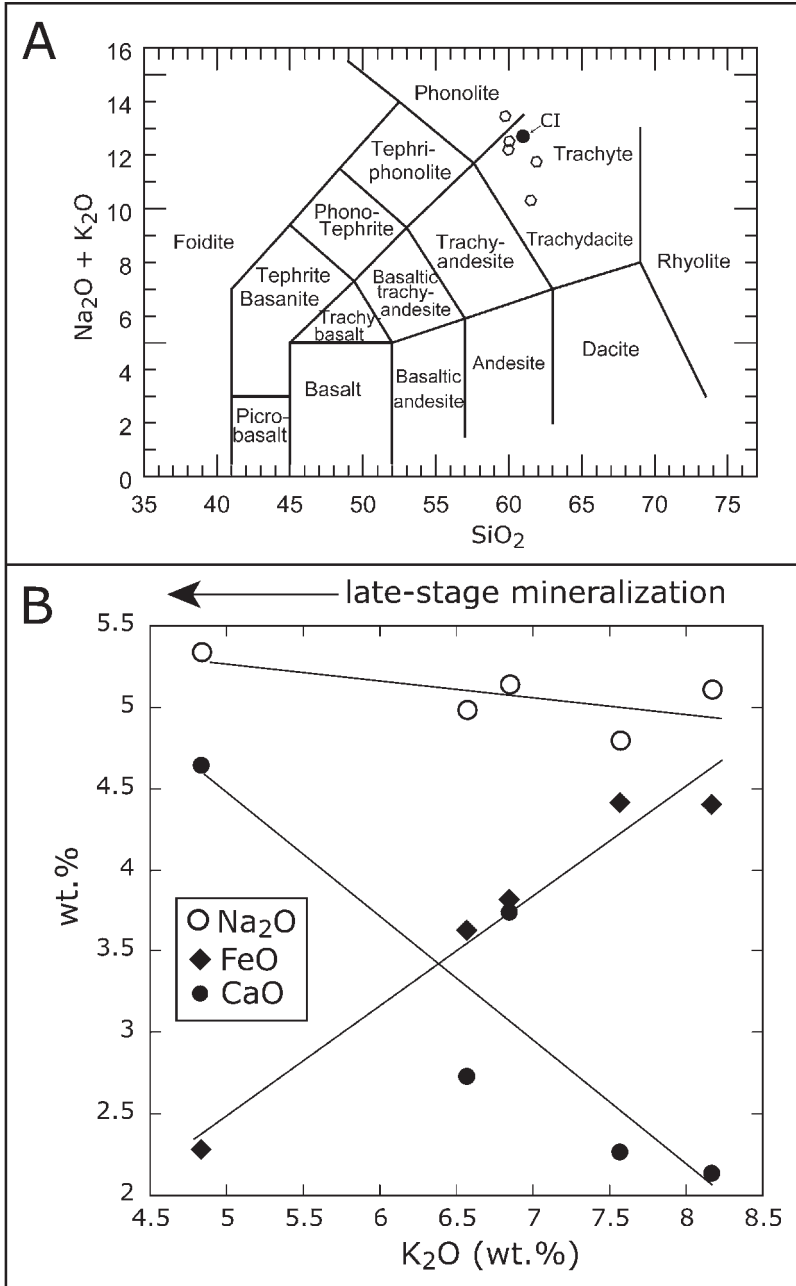 A
16
14
12
10
8
6
4
2
0
Na₂O + K₂O
35
40
45
50
55
60
65
70
75
SiO₂
Phonolite
CI
Tephri-
phonolite
Trachyte
Phono-
Tephrite
Foidite
Trachy-
andesite
Trachydacite
Rhyolite
Tephrite
Basanite
Basaltic
trachy-
andesite
Trachy-
basalt
Basalt
Basaltic
andesite
Andesite
Dacite
Picro-
basalt
B
late-stage mineralization
5.5
5
4.5
4
3.5
3
2.5
2
wt.%
Na₂O
FeO
CaO
4.5
5
5.5
6
6.5
7
7.5
8
8.5
K₂O (wt.%)